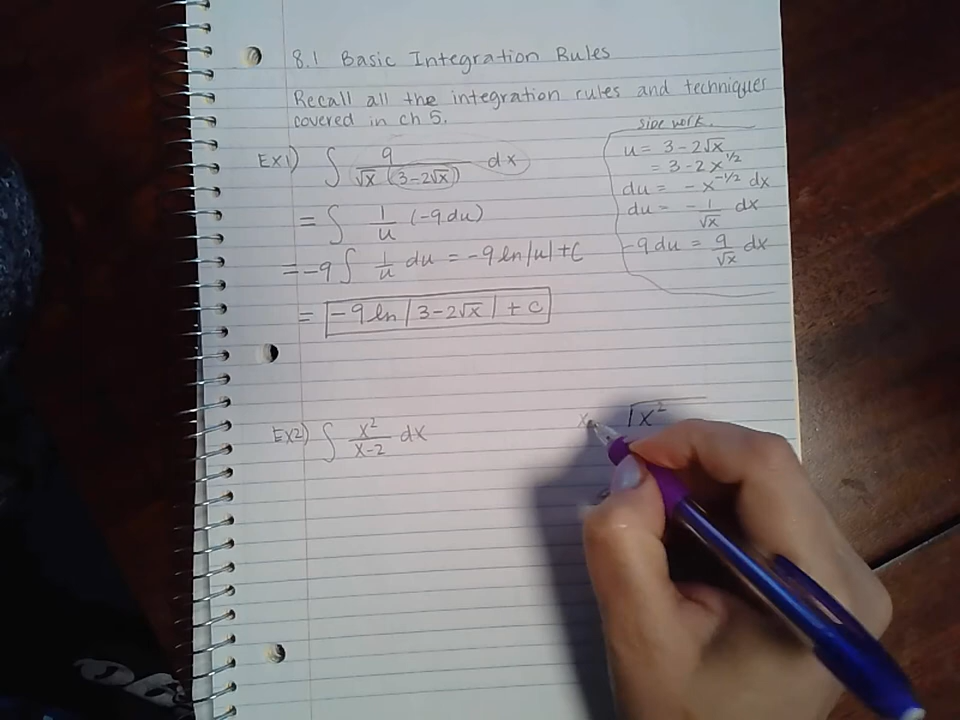 8.1 Basic Integration Rules
Recall all the integration rules and techniques
covered in ch 5.
Ex1) ∫ 9/(√x (3-2√x)) dx
= ∫ 1/u (-9 du)
= -9 ∫ 1/u du = -9 ln|u| + C
= -9 ln |3-2√x| + C
side work.
u = 3-2√x
= 3-2x^1/2
du = -x^-1/2 dx
du = -1/√x dx
-9 du = 9/√x dx
Ex2) ∫ x²/(x-2) dx
x²